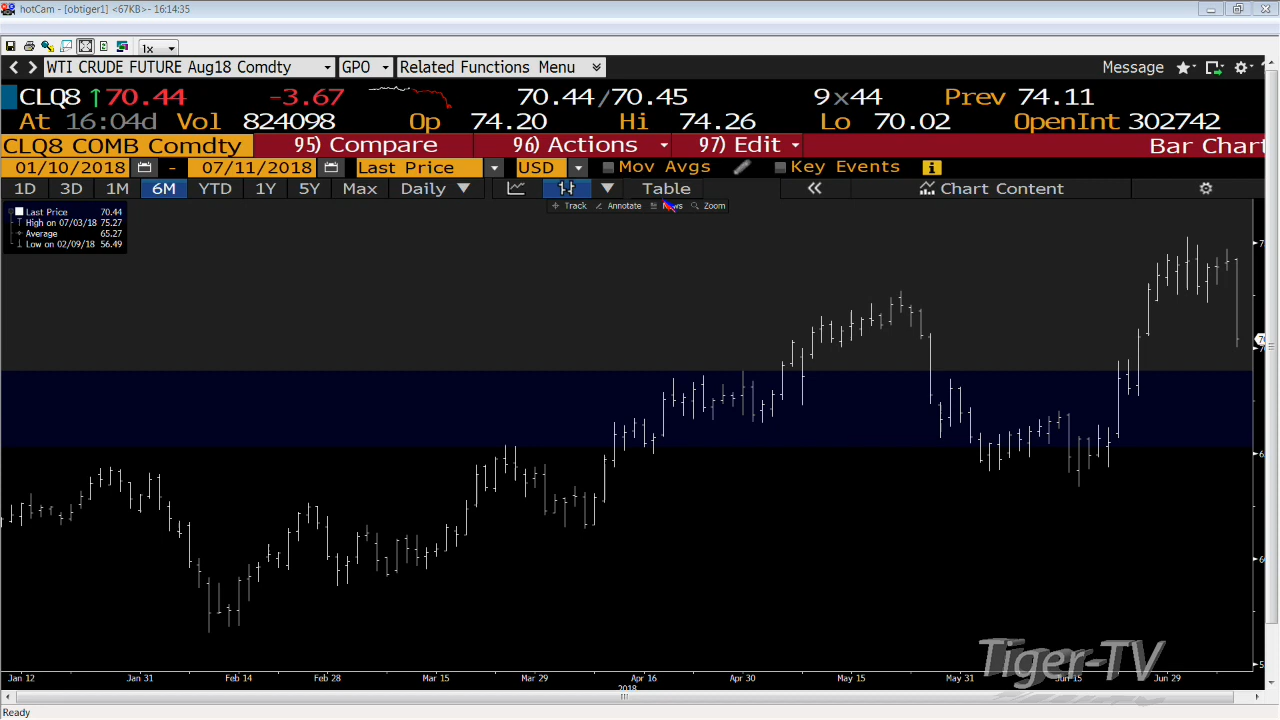 hotCam - [obtiger1] <67KB>- 16:14:35
1x
WTI CRUDE FUTURE Aug18 Comdty GPO Related Functions Menu Message
CLQ8 ↑70.44 -3.67 70.44/70.45 9x44 Prev 74.11
At 16:04d Vol 824098 Op 74.20 Hi 74.26 Lo 70.02 OpenInt 302742
CLQ8 COMB Comdty 95) Compare 96) Actions 97) Edit Bar Chart
01/10/2018 - 07/11/2018 Last Price USD Mov Avgs Key Events
1D 3D 1M 6M YTD 1Y 5Y Max Daily ▼ Table « Chart Content
Track Annotate News Zoom
Last Price 70.44
High on 07/03/18 75.27
Average 65.27
Low on 02/09/18 56.49
Tiger-TV
Jan 12 Jan 31 Feb 14 Feb 28 Mar 15 Mar 29 Apr 16 Apr 30 May 15 May 31 Jun 15 Jun 29
2018
Ready